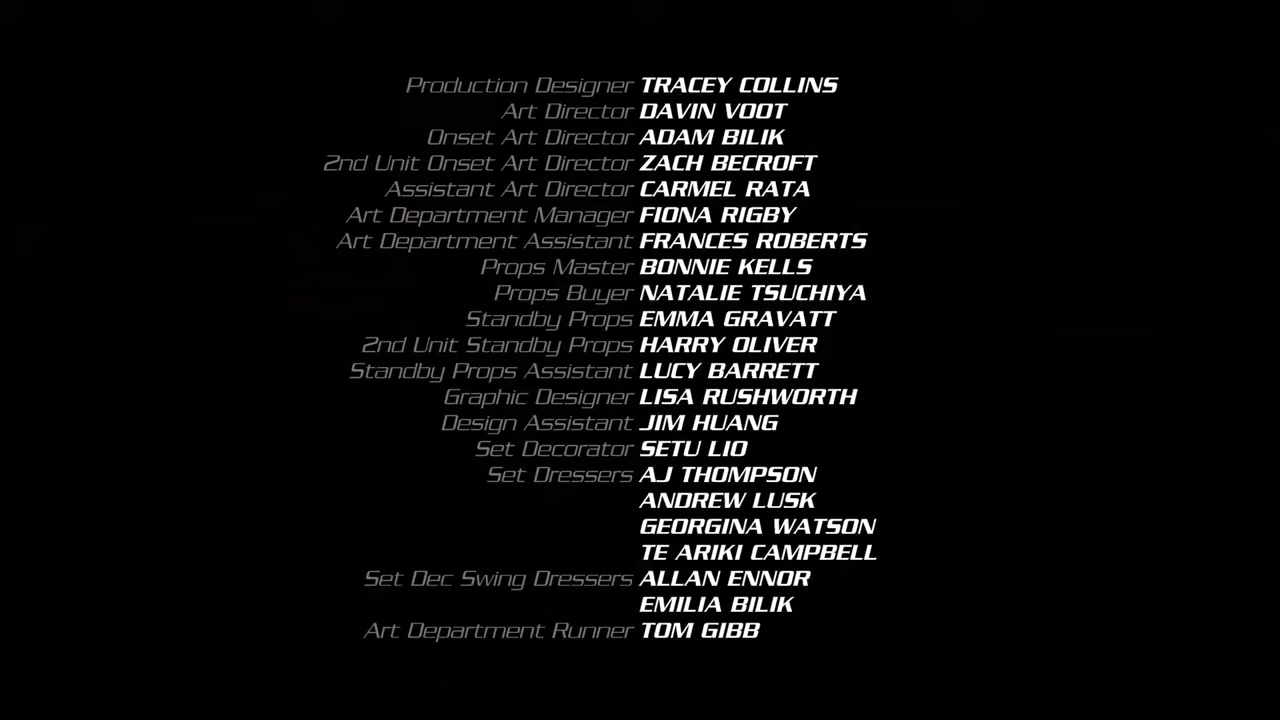 Production Designer TRACEY COLLINS
Art Director DAVIN VOOT
Onset Art Director ADAM BILIK
2nd Unit Onset Art Director ZACH BECROFT
Assistant Art Director CARMEL RATA
Art Department Manager FIONA RIGBY
Art Department Assistant FRANCES ROBERTS
Props Master BONNIE KELLS
Props Buyer NATALIE TSUCHIYA
Standby Props EMMA GRAVATT
2nd Unit Standby Props HARRY OLIVER
Standby Props Assistant LUCY BARRETT
Graphic Designer LISA RUSHWORTH
Design Assistant JIM HUANG
Set Decorator SETU LIO
Set Dressers AJ THOMPSON
ANDREW LUSK
GEORGINA WATSON
TE ARIKI CAMPBELL
Set Dec Swing Dressers ALLAN ENNOR
EMILIA BILIK
Art Department Runner TOM GIBB